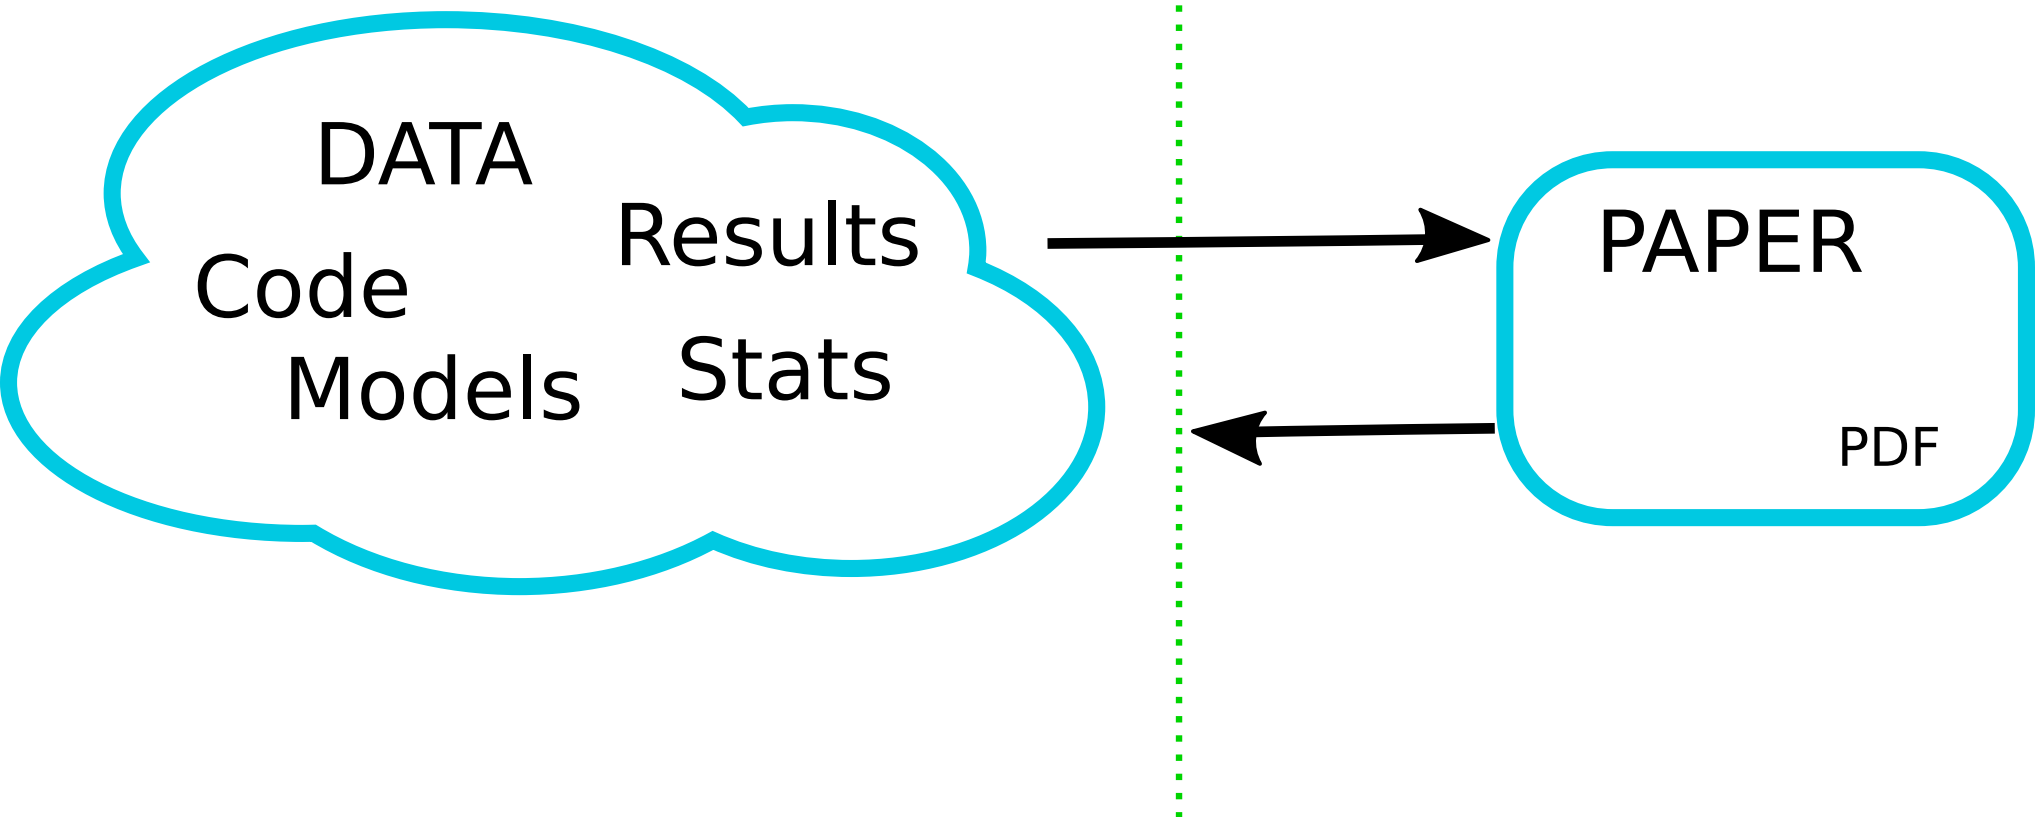 DATA
Results
Code
Models
Stats
PAPER
PDF